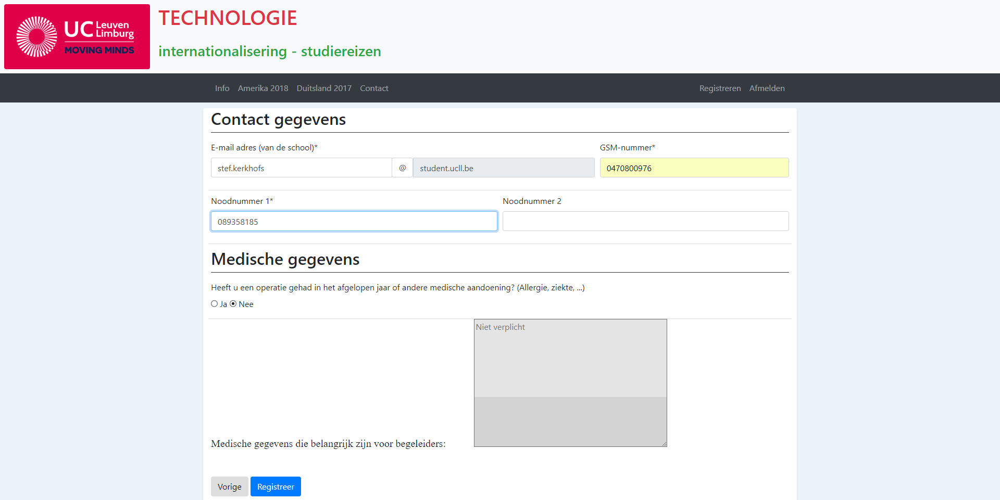 UC Leuven Limburg
MOVING MINDS
TECHNOLOGIE
internationalisering - studiereizen
Info Amerika 2018 Duitsland 2017 Contact Registreren Afmelden
Contact gegevens
E-mail adres (van de school)* GSM-nummer*
stef.kerkhofs @ student.ucll.be 0470800976
Noodnummer 1* Noodnummer 2
089358185
Medische gegevens
Heeft u een operatie gehad in het afgelopen jaar of andere medische aandoening? (Allergie, ziekte, ...)
Ja Nee
Niet verplicht
Medische gegevens die belangrijk zijn voor begeleiders:
Vorige Registreer